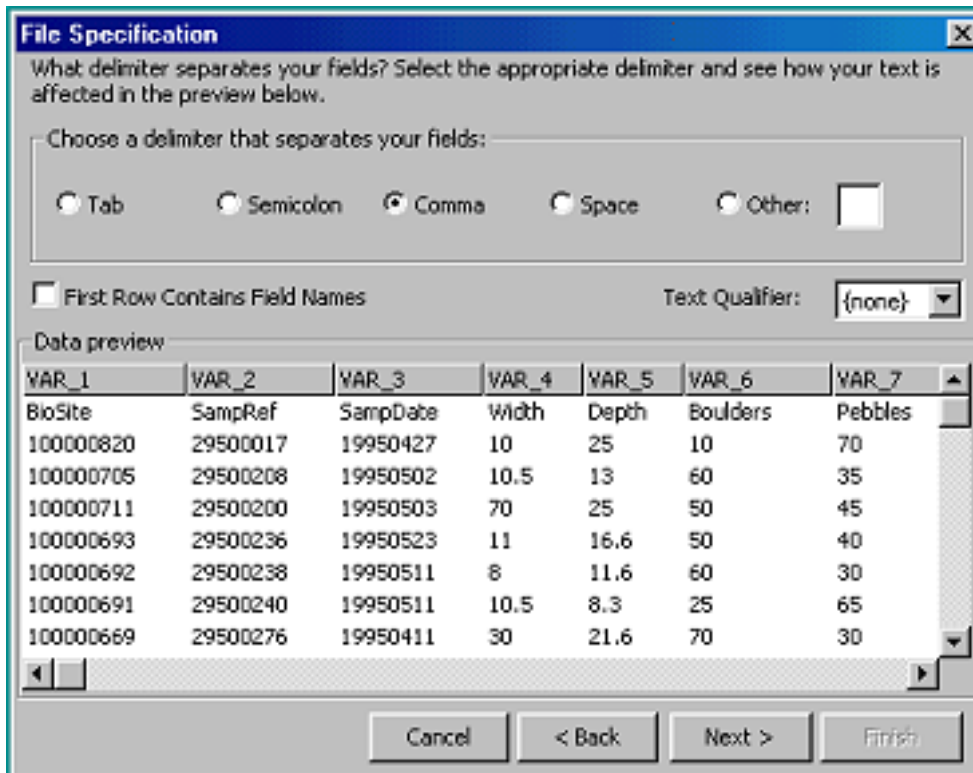 File Specification
What delimiter separates your fields? Select the appropriate delimiter and see how your text is
affected in the preview below.
Choose a delimiter that separates your fields:
Tab Semicolon Comma Space Other:
First Row Contains Field Names Text Qualifier: {none}
Data preview
VAR_1 VAR_2 VAR_3 VAR_4 VAR_5 VAR_6 VAR_7
BioSite SampRef SampDate Width Depth Boulders Pebbles
100000820 29500017 19950427 10 25 10 70
100000705 29500208 19950502 10.5 13 60 35
100000711 29500200 19950503 70 25 50 45
100000693 29500236 19950523 11 16.6 50 40
100000692 29500238 19950511 8 11.6 60 30
100000691 29500240 19950511 10.5 8.3 25 65
100000669 29500276 19950411 30 21.6 70 30
Cancel < Back Next > Finish